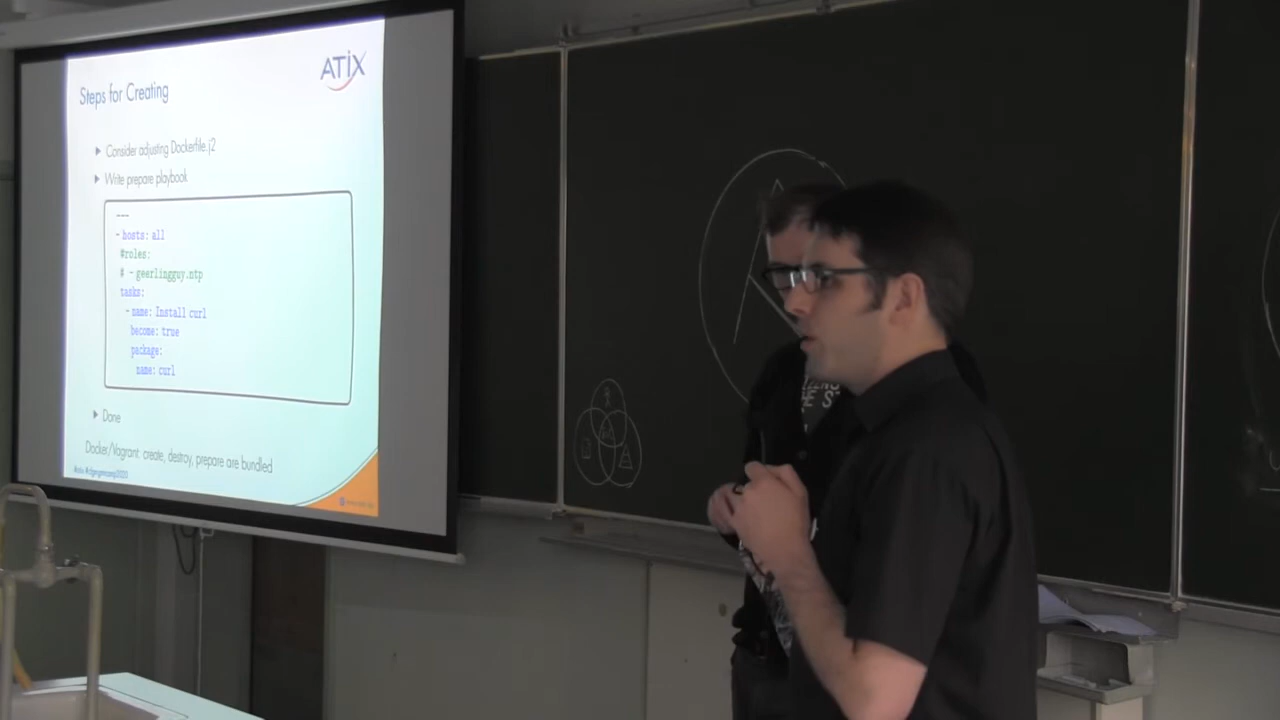 ATIX
Steps for Creating
Consider adjusting Dockerfile.j2
Write prepare playbook
---
- hosts: all
#roles:
# - geerlingguy.ntp
tasks:
- name: Install curl
become: true
package:
name: curl
Done
Docker/Vagrant: create, destroy, prepare are bundled